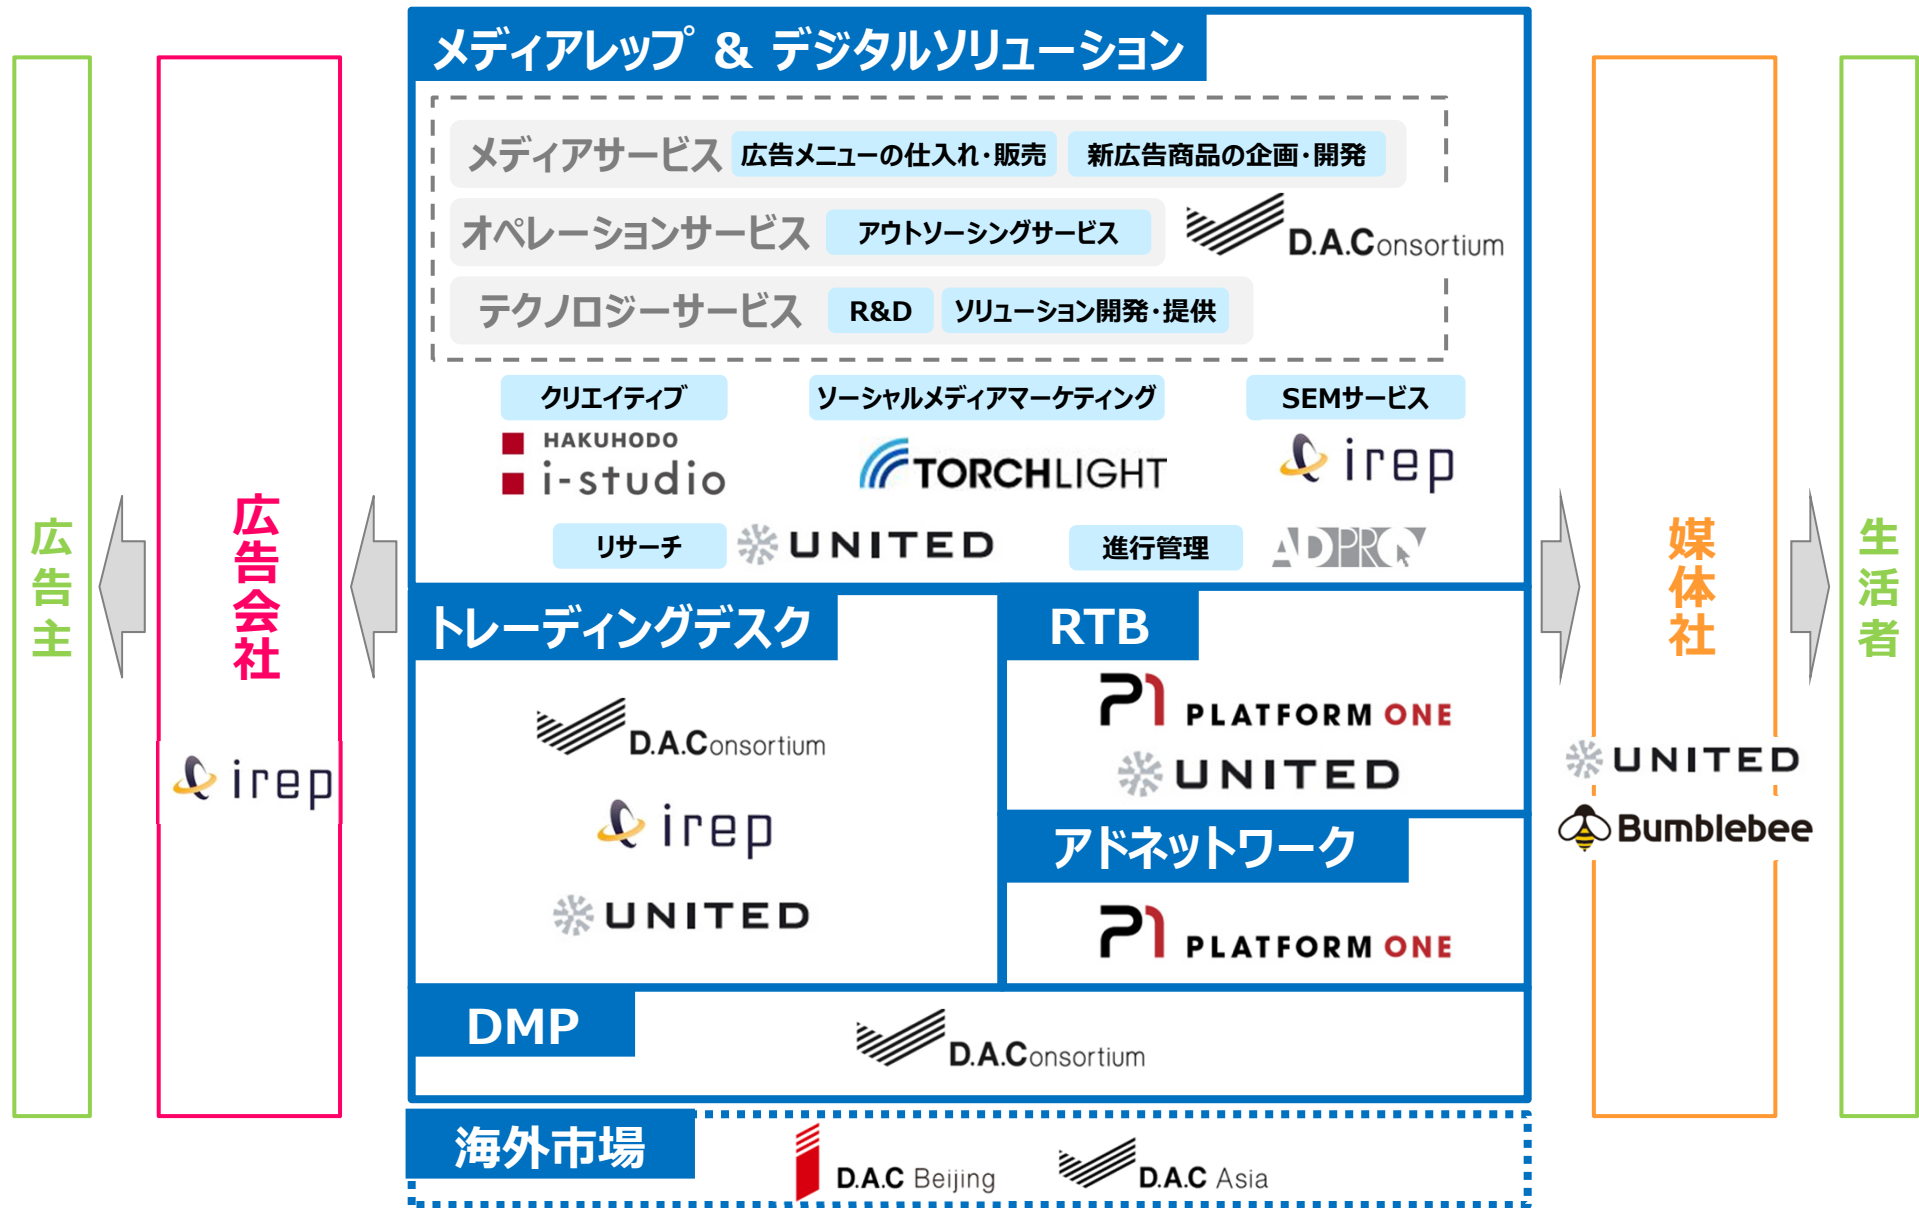 メディアレップ & デジタルソリューション
メディアサービス
広告メニューの仕入れ・販売
新広告商品の企画・開発
オペレーションサービス
アウトソーシングサービス
D.A.Consortium
テクノロジーサービス
R&D
ソリューション開発・提供
クリエイティブ
ソーシャルメディアマーケティング
SEMサービス
HAKUHODO
i-studio
TORCHLIGHT
irep
リサーチ
UNITED
進行管理
ADPRO
広告主
広告会社
irep
トレーディングデスク
D.A.Consortium
irep
UNITED
RTB
P1 PLATFORM ONE
UNITED
アドネットワーク
P1 PLATFORM ONE
媒体社
UNITED
Bumblebee
生活者
DMP
D.A.Consortium
海外市場
D.A.C Beijing
D.A.C Asia